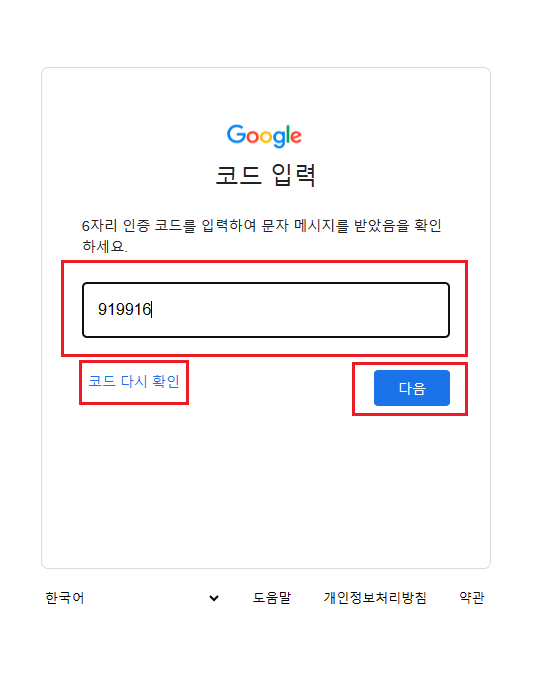 Google
코드 입력
6자리 인증 코드를 입력하여 문자 메시지를 받았음을 확인
하세요.
919916
코드 다시 확인
다음
한국어
도움말
개인정보처리방침
약관